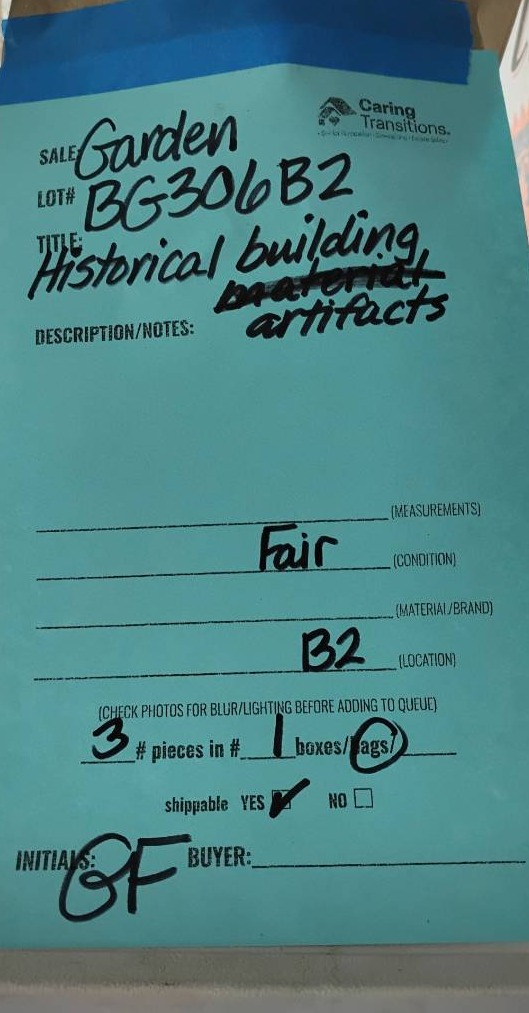 Caring
Transitions®
SALE: Garden
LOT# BG306B2
TITLE:
Historical building
material
artifacts
DESCRIPTION/NOTES:
(MEASUREMENTS)
Fair (CONDITION)
(MATERIAL/BRAND)
B2 (LOCATION)
(CHECK PHOTOS FOR BLUR/LIGHTING BEFORE ADDING TO QUEUE)
3 # pieces in # 1 boxes/bags/
shippable YES NO
INITIALS: GF BUYER: